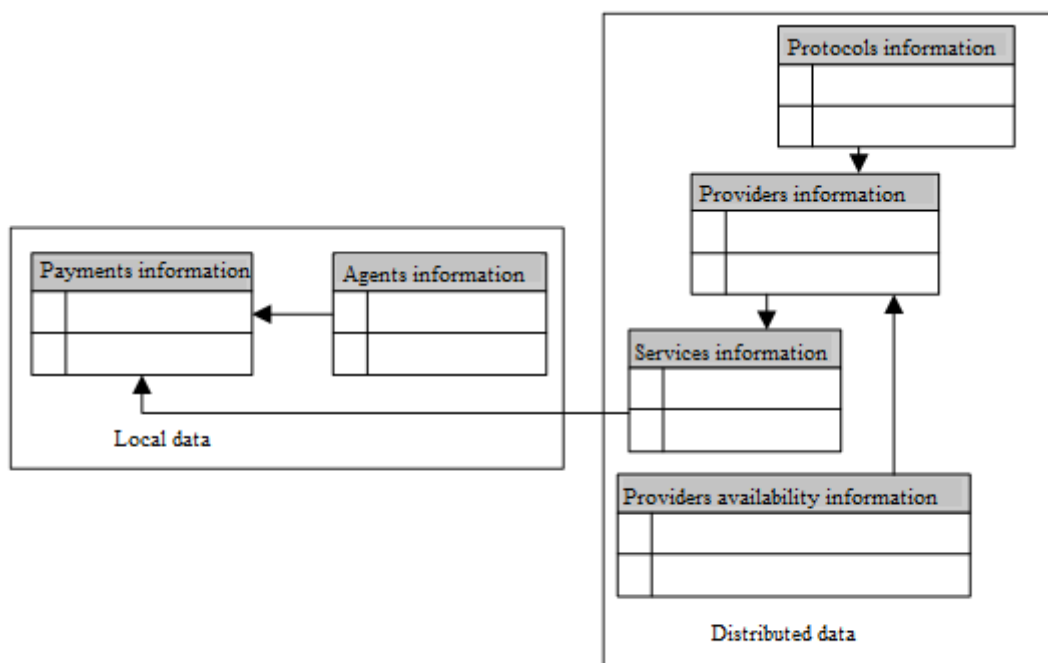 Protocols information
Providers information
Payments information
Agents information
Services information
Local data
Providers availability information
Distributed data